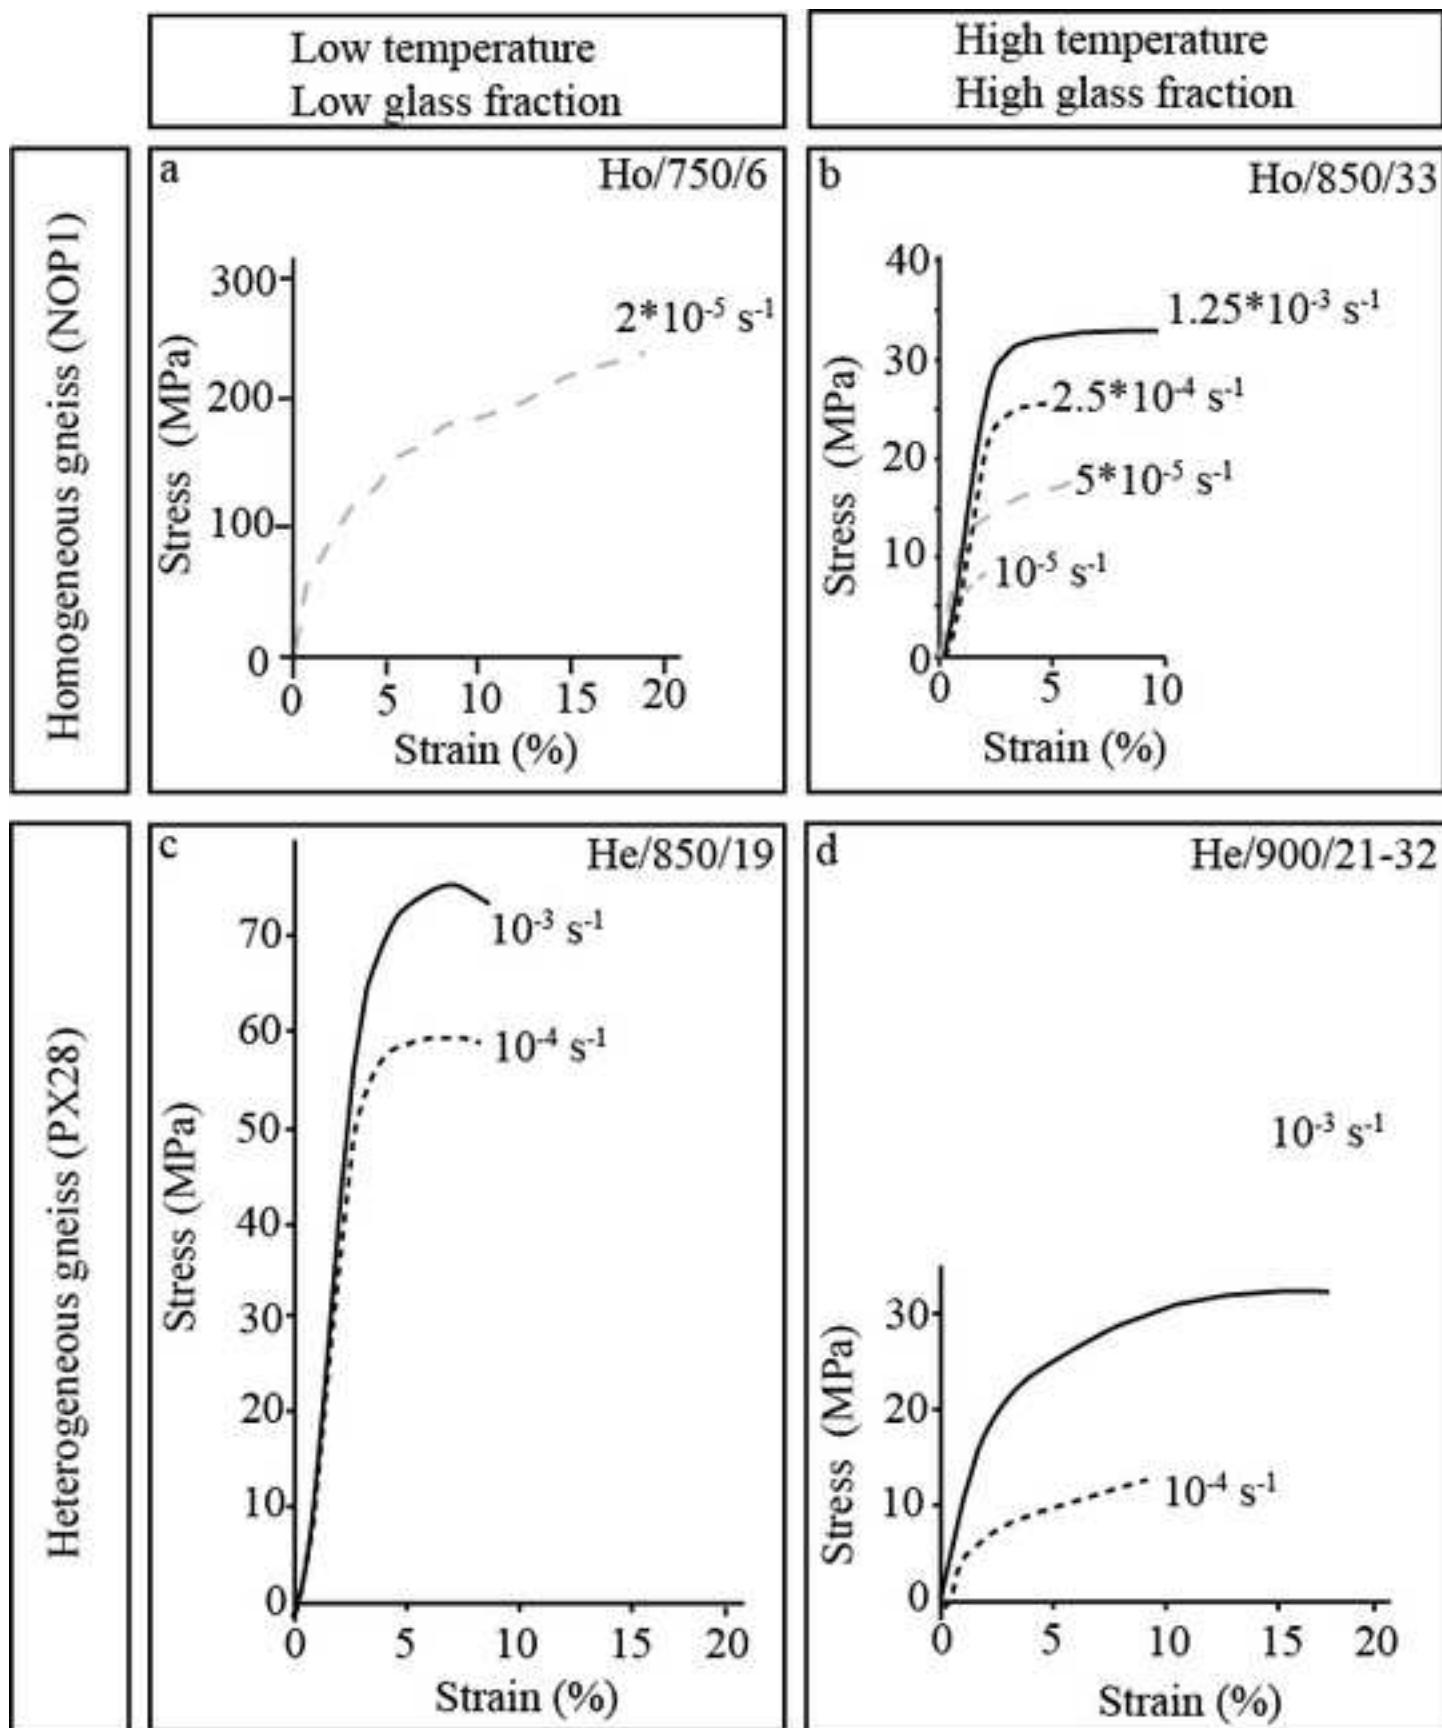 Low temperature
Low glass fraction
High temperature
High glass fraction
Homogeneous gneiss (NOP1)
a
Ho/750/6
300
200
100
0
Stress (MPa)
2*10⁻⁵ s⁻¹
0 5 10 15 20
Strain (%)
b
Ho/850/33
40
30
20
10
0
Stress (MPa)
1.25*10⁻³ s⁻¹
2.5*10⁻⁴ s⁻¹
5*10⁻⁵ s⁻¹
10⁻⁵ s⁻¹
0 5 10
Strain (%)
Heterogeneous gneiss (PX28)
c
He/850/19
70
60
50
40
30
20
10
0
Stress (MPa)
10⁻³ s⁻¹
10⁻⁴ s⁻¹
0 5 10 15 20
Strain (%)
d
He/900/21-32
10⁻³ s⁻¹
30
20
10
0
Stress (MPa)
10⁻⁴ s⁻¹
0 5 10 15 20
Strain (%)